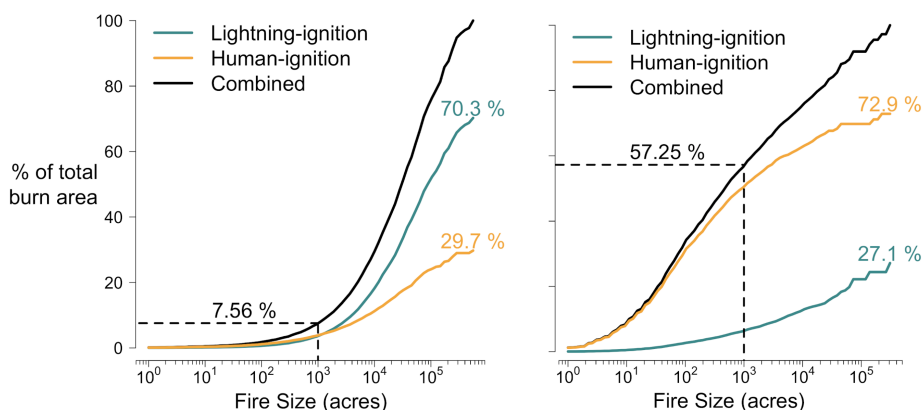 100
80
60
40
20
0
% of total
burn area
Lightning-ignition
Human-ignition
Combined
70.3 %
29.7 %
7.56 %
10⁰ 10¹ 10² 10³ 10⁴ 10⁵
Fire Size (acres)
Lightning-ignition
Human-ignition
Combined
72.9 %
57.25 %
27.1 %
10⁰ 10¹ 10² 10³ 10⁴ 10⁵
Fire Size (acres)